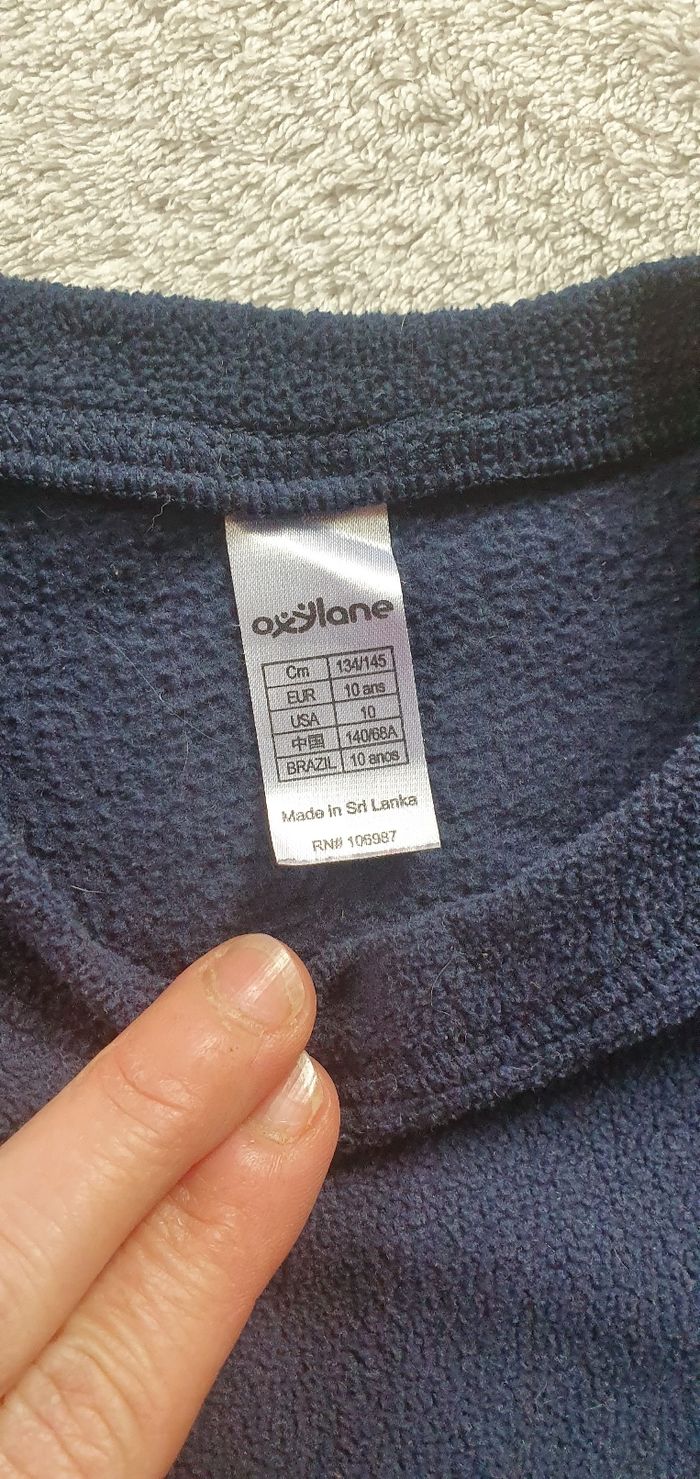 oxylane
Cm 134/145
EUR 10 ans
USA 10
中国 140/68A
BRAZIL 10 anos
Made in Sri Lanka
RN# 106987